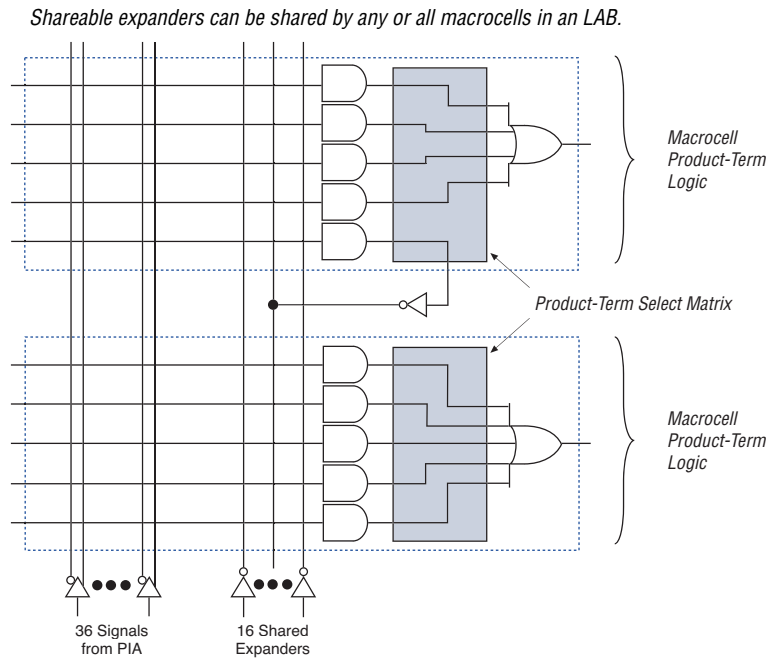 Shareable expanders can be shared by any or all macrocells in an LAB.
Macrocell
Product-Term
Logic
Product-Term Select Matrix
Macrocell
Product-Term
Logic
36 Signals
from PIA
16 Shared
Expanders